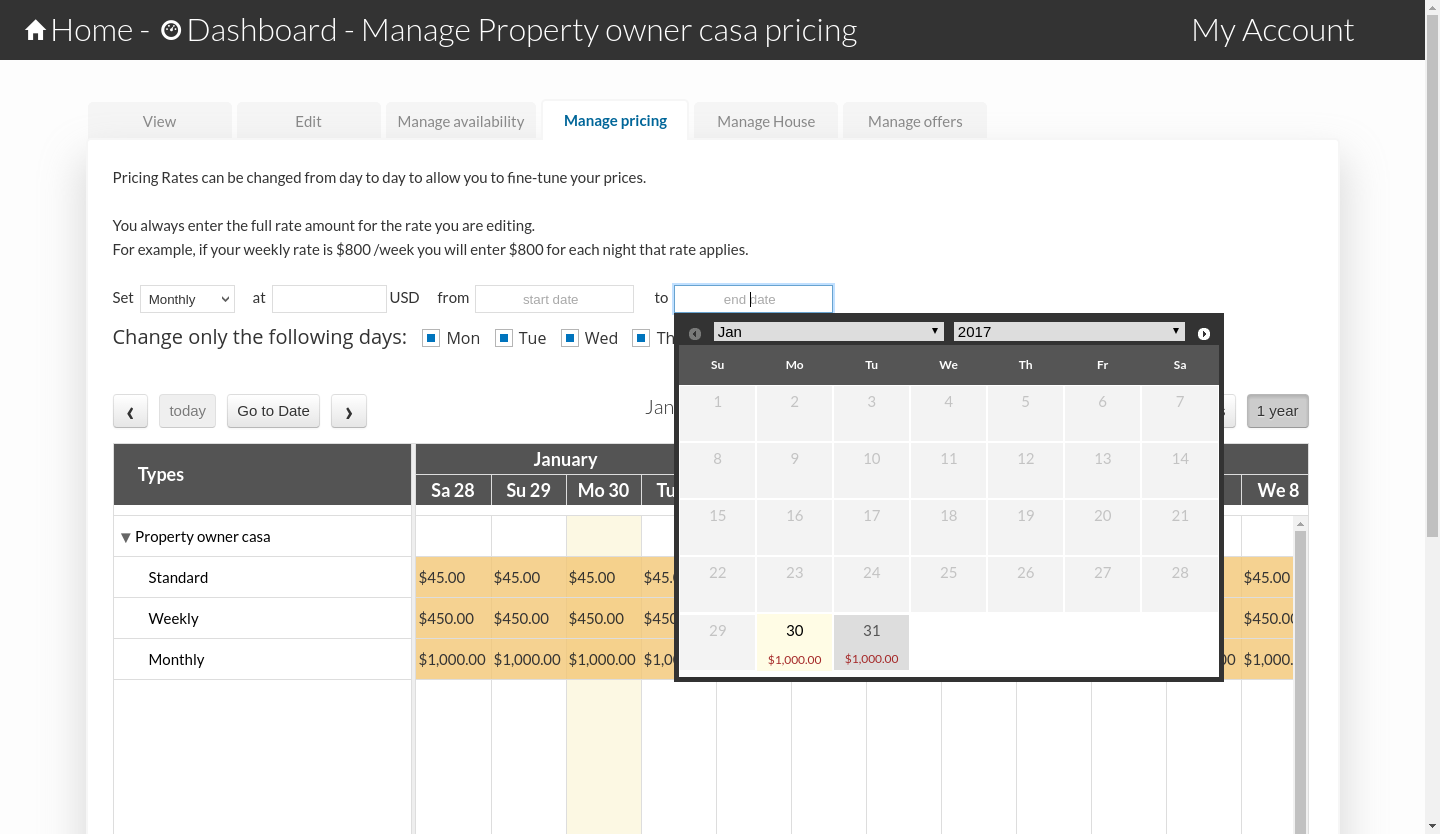 Home - Dashboard - Manage Property owner casa pricing My Account
View Edit Manage availability Manage pricing Manage House Manage offers
Pricing Rates can be changed from day to day to allow you to fine-tune your prices.
You always enter the full rate amount for the rate you are editing.
For example, if your weekly rate is $800 /week you will enter $800 for each night that rate applies.
Set Monthly at USD from start date to end date
Change only the following days: Mon Tue Wed Th
Jan 2017
Su Mo Tu We Th Fr Sa
1 2 3 4 5 6 7
8 9 10 11 12 13 14
15 16 17 18 19 20 21
22 23 24 25 26 27 28
29 30 31
$1,000.00 $1,000.00
today Go to Date Jan 1 year
Types January
Sa 28 Su 29 Mo 30 Tu We 8
Property owner casa
Standard $45.00 $45.00 $45.00 $45. $45.00
Weekly $450.00 $450.00 $450.00 $450 $450.0
Monthly $1,000.00 $1,000.00 $1,000.00 $1,0 00 $1,000.